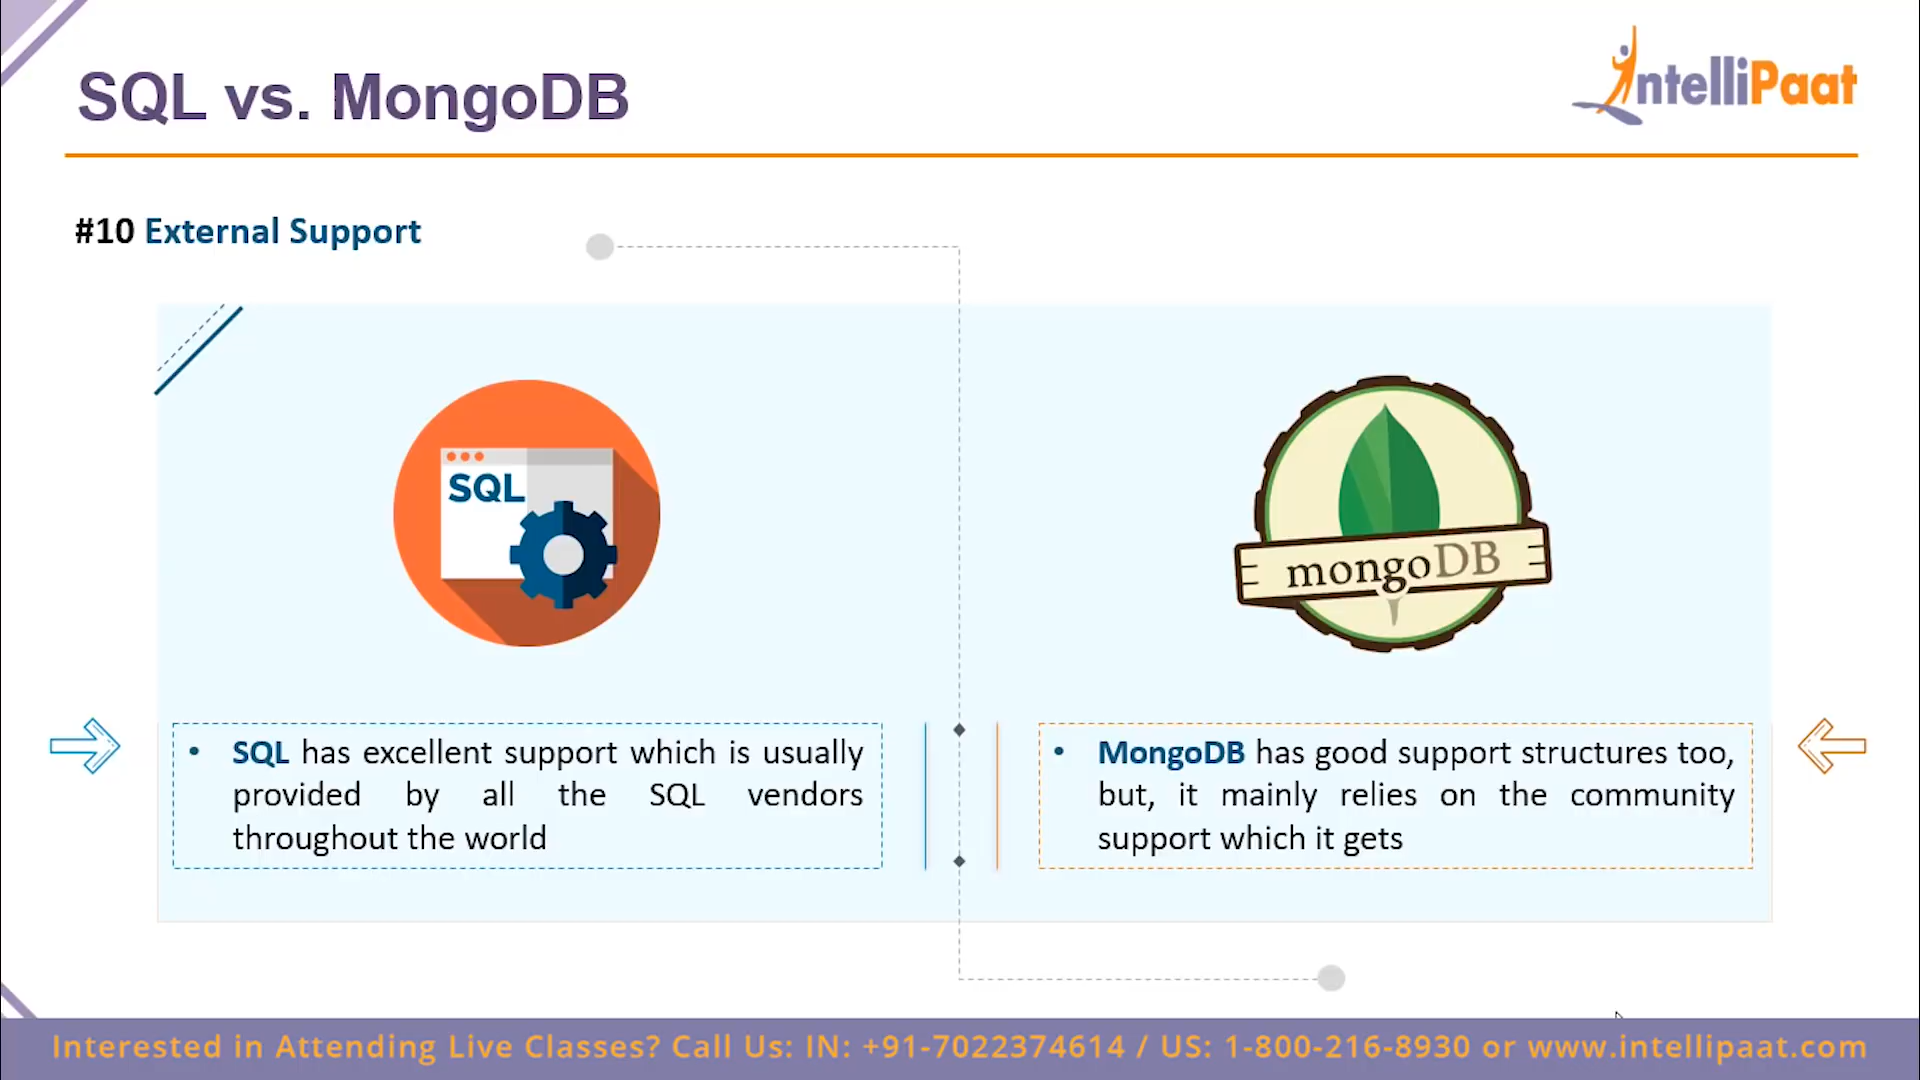 SQL vs. MongoDB
IntelliPaat
#10 External Support
SQL
mongoDB
• SQL has excellent support which is usually
provided by all the SQL vendors
throughout the world
• MongoDB has good support structures too,
but, it mainly relies on the community
support which it gets
Interested in Attending Live Classes? Call Us: IN: +91-7022374614 / US: 1-800-216-8930 or www.intellipaat.com